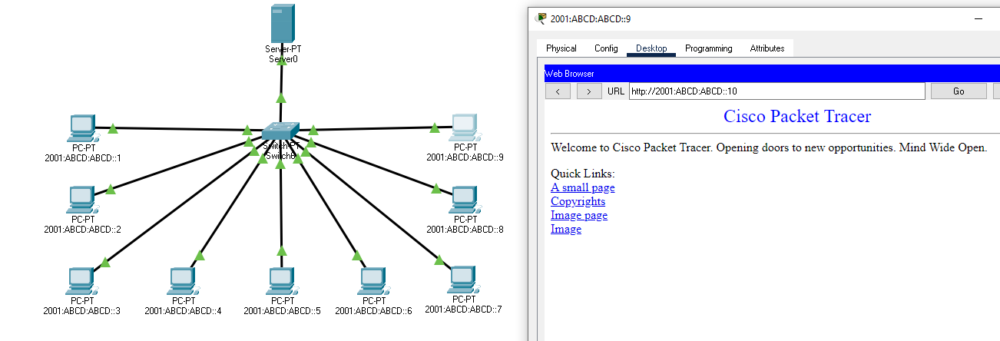 Server-PT
Server0
Switch-PT
Switch0
PC-PT
2001:ABCD:ABCD::1
PC-PT
2001:ABCD:ABCD::9
PC-PT
2001:ABCD:ABCD::2
PC-PT
2001:ABCD:ABCD::8
PC-PT
2001:ABCD:ABCD::3
PC-PT
2001:ABCD:ABCD::4
PC-PT
2001:ABCD:ABCD::5
PC-PT
2001:ABCD:ABCD::6
PC-PT
2001:ABCD:ABCD::7
2001:ABCD:ABCD::9
Physical Config Desktop Programming Attributes
Web Browser
< > URL http://2001:ABCD:ABCD::10 Go
Cisco Packet Tracer
Welcome to Cisco Packet Tracer. Opening doors to new opportunities. Mind Wide Open.
Quick Links:
A small page
Copyrights
Image page
Image